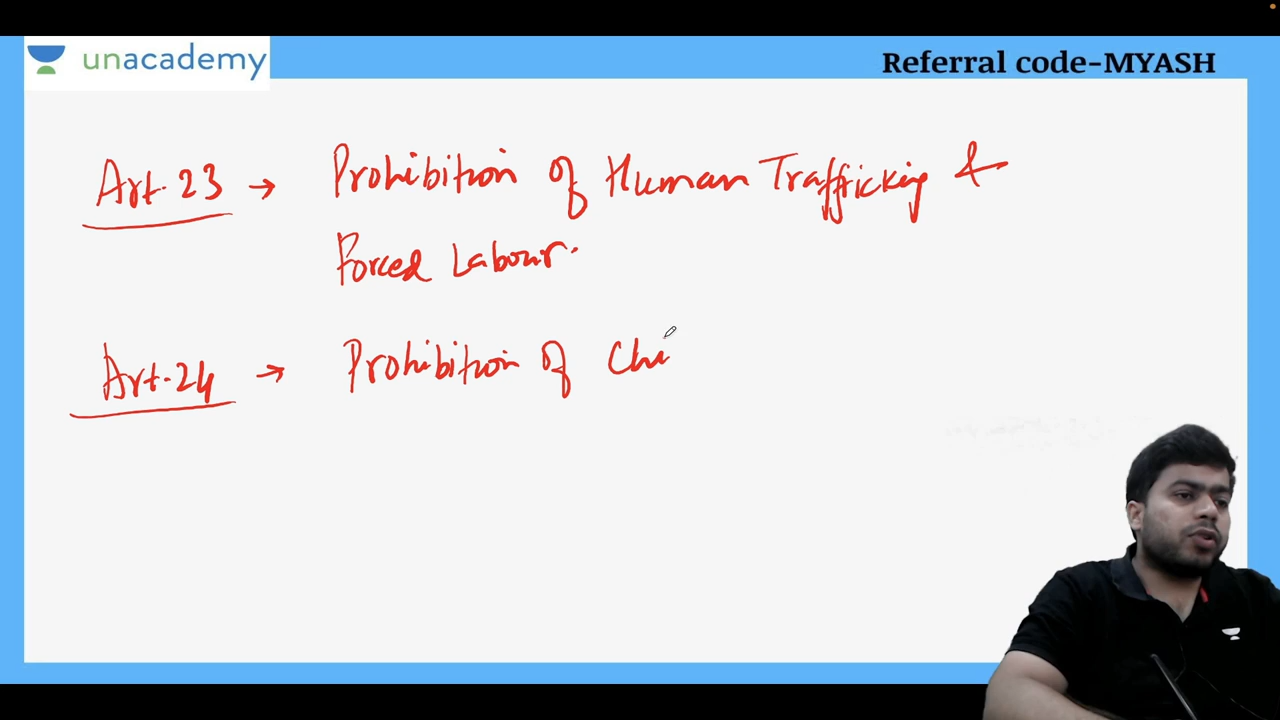 unacademy
Referral code-MYASH
Art.23 → Prohibition of Human Trafficking &
Forced Labour.
Art.24 → Prohibition of Chi